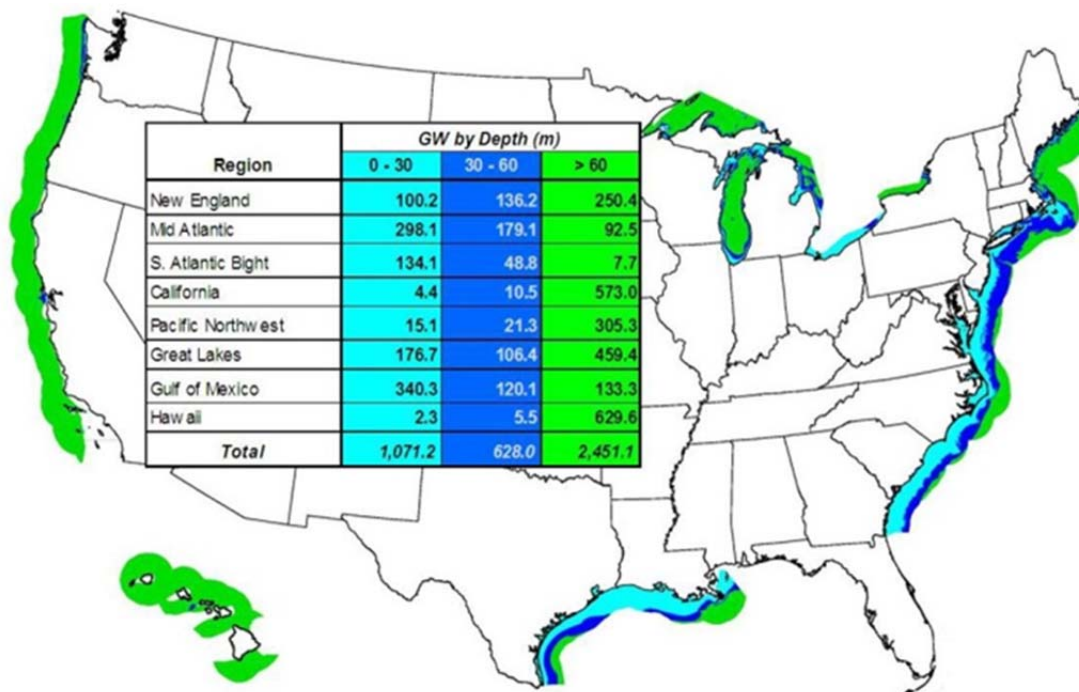 GW by Depth (m)
Region 0 - 30 30 - 60 > 60
New England 100.2 136.2 250.4
Mid Atlantic 298.1 179.1 92.5
S. Atlantic Bight 134.1 48.8 7.7
California 4.4 10.5 573.0
Pacific Northwest 15.1 21.3 305.3
Great Lakes 176.7 106.4 459.4
Gulf of Mexico 340.3 120.1 133.3
Hawaii 2.3 5.5 629.6
Total 1,071.2 628.0 2,451.1